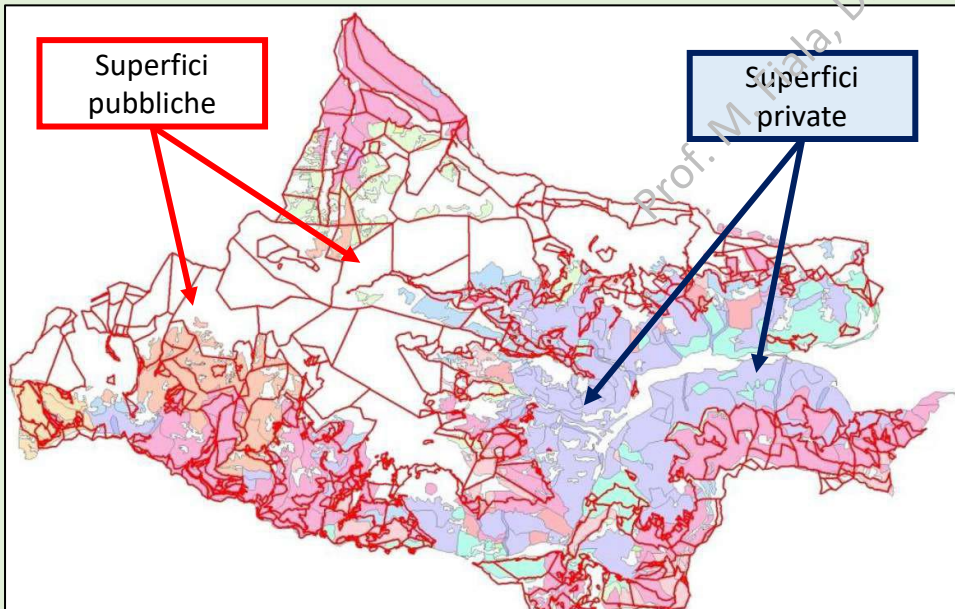 Superfici
pubbliche
Superfici
private
Prof. M. Fiala,